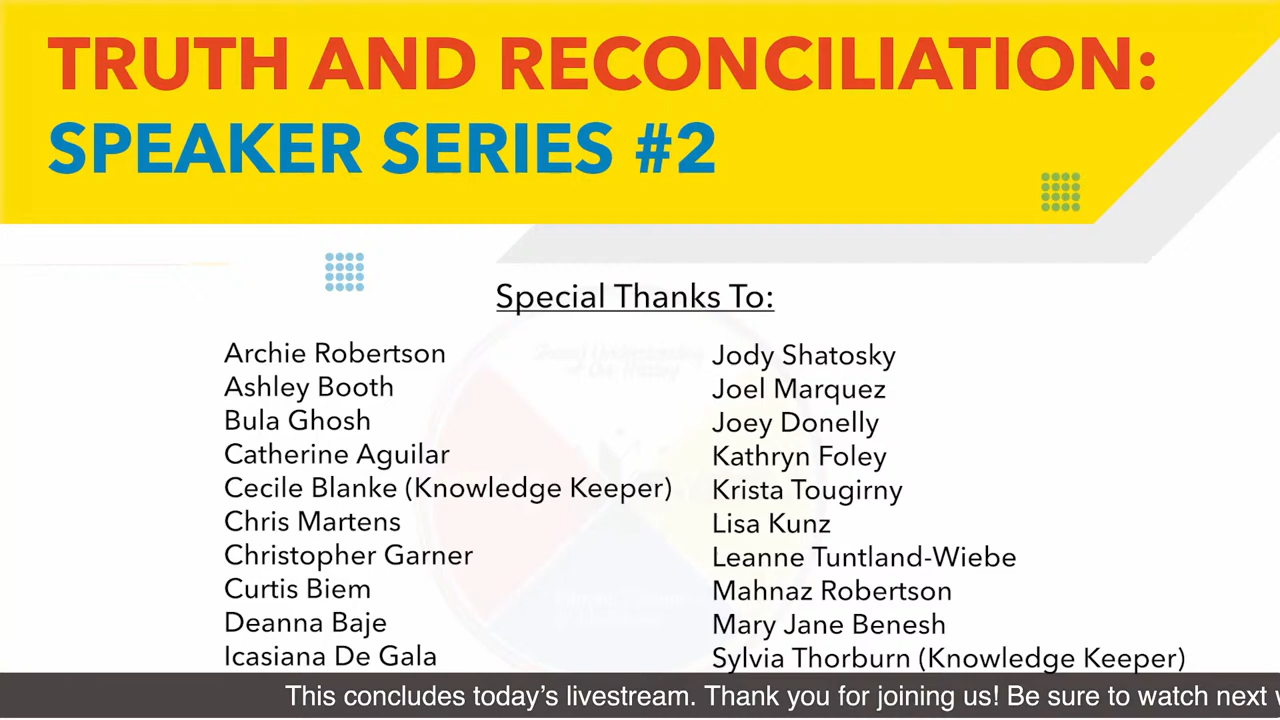 TRUTH AND RECONCILIATION:
SPEAKER SERIES #2
Special Thanks To:
Archie Robertson
Ashley Booth
Bula Ghosh
Catherine Aguilar
Cecile Blanke (Knowledge Keeper)
Chris Martens
Christopher Garner
Curtis Biem
Deanna Baje
Icasiana De Gala
Jody Shatosky
Joel Marquez
Joey Donelly
Kathryn Foley
Krista Tougirny
Lisa Kunz
Leanne Tuntland-Wiebe
Mahnaz Robertson
Mary Jane Benesh
Sylvia Thorburn (Knowledge Keeper)
This concludes today’s livestream. Thank you for joining us! Be sure to watch next